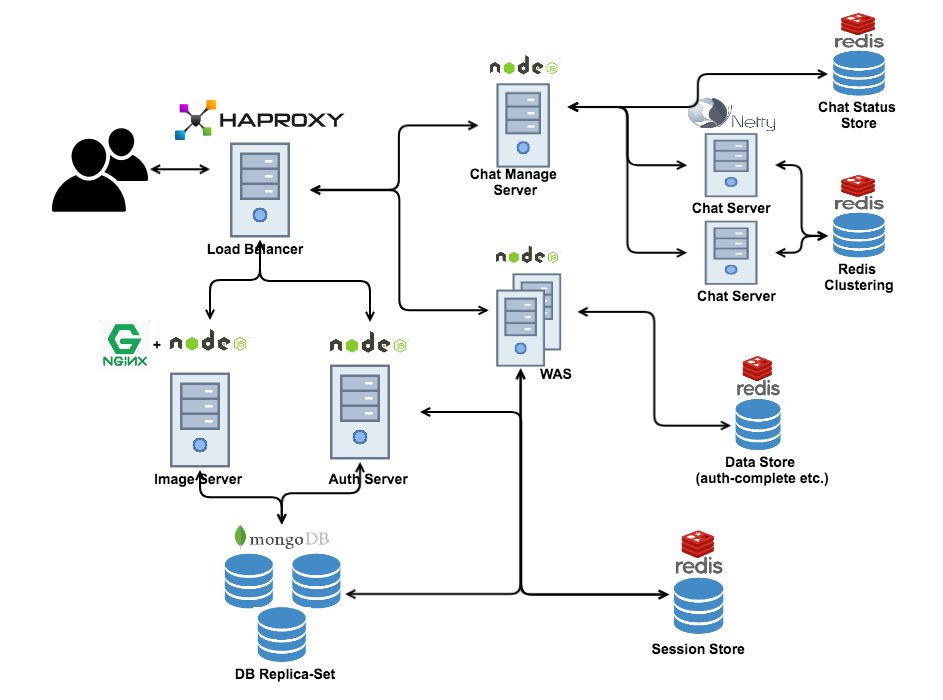 redis
Chat Status
Store
node
JS
HAPROXY
Netty
Chat Manage
Server
Chat Server
redis
Load Balancer
node
JS
Redis
Clustering
Chat Server
NGINX
+
node
JS
node
JS
WAS
redis
Data Store
(auth-complete etc.)
Image Server
Auth Server
mongoDB
redis
Session Store
DB Replica-Set